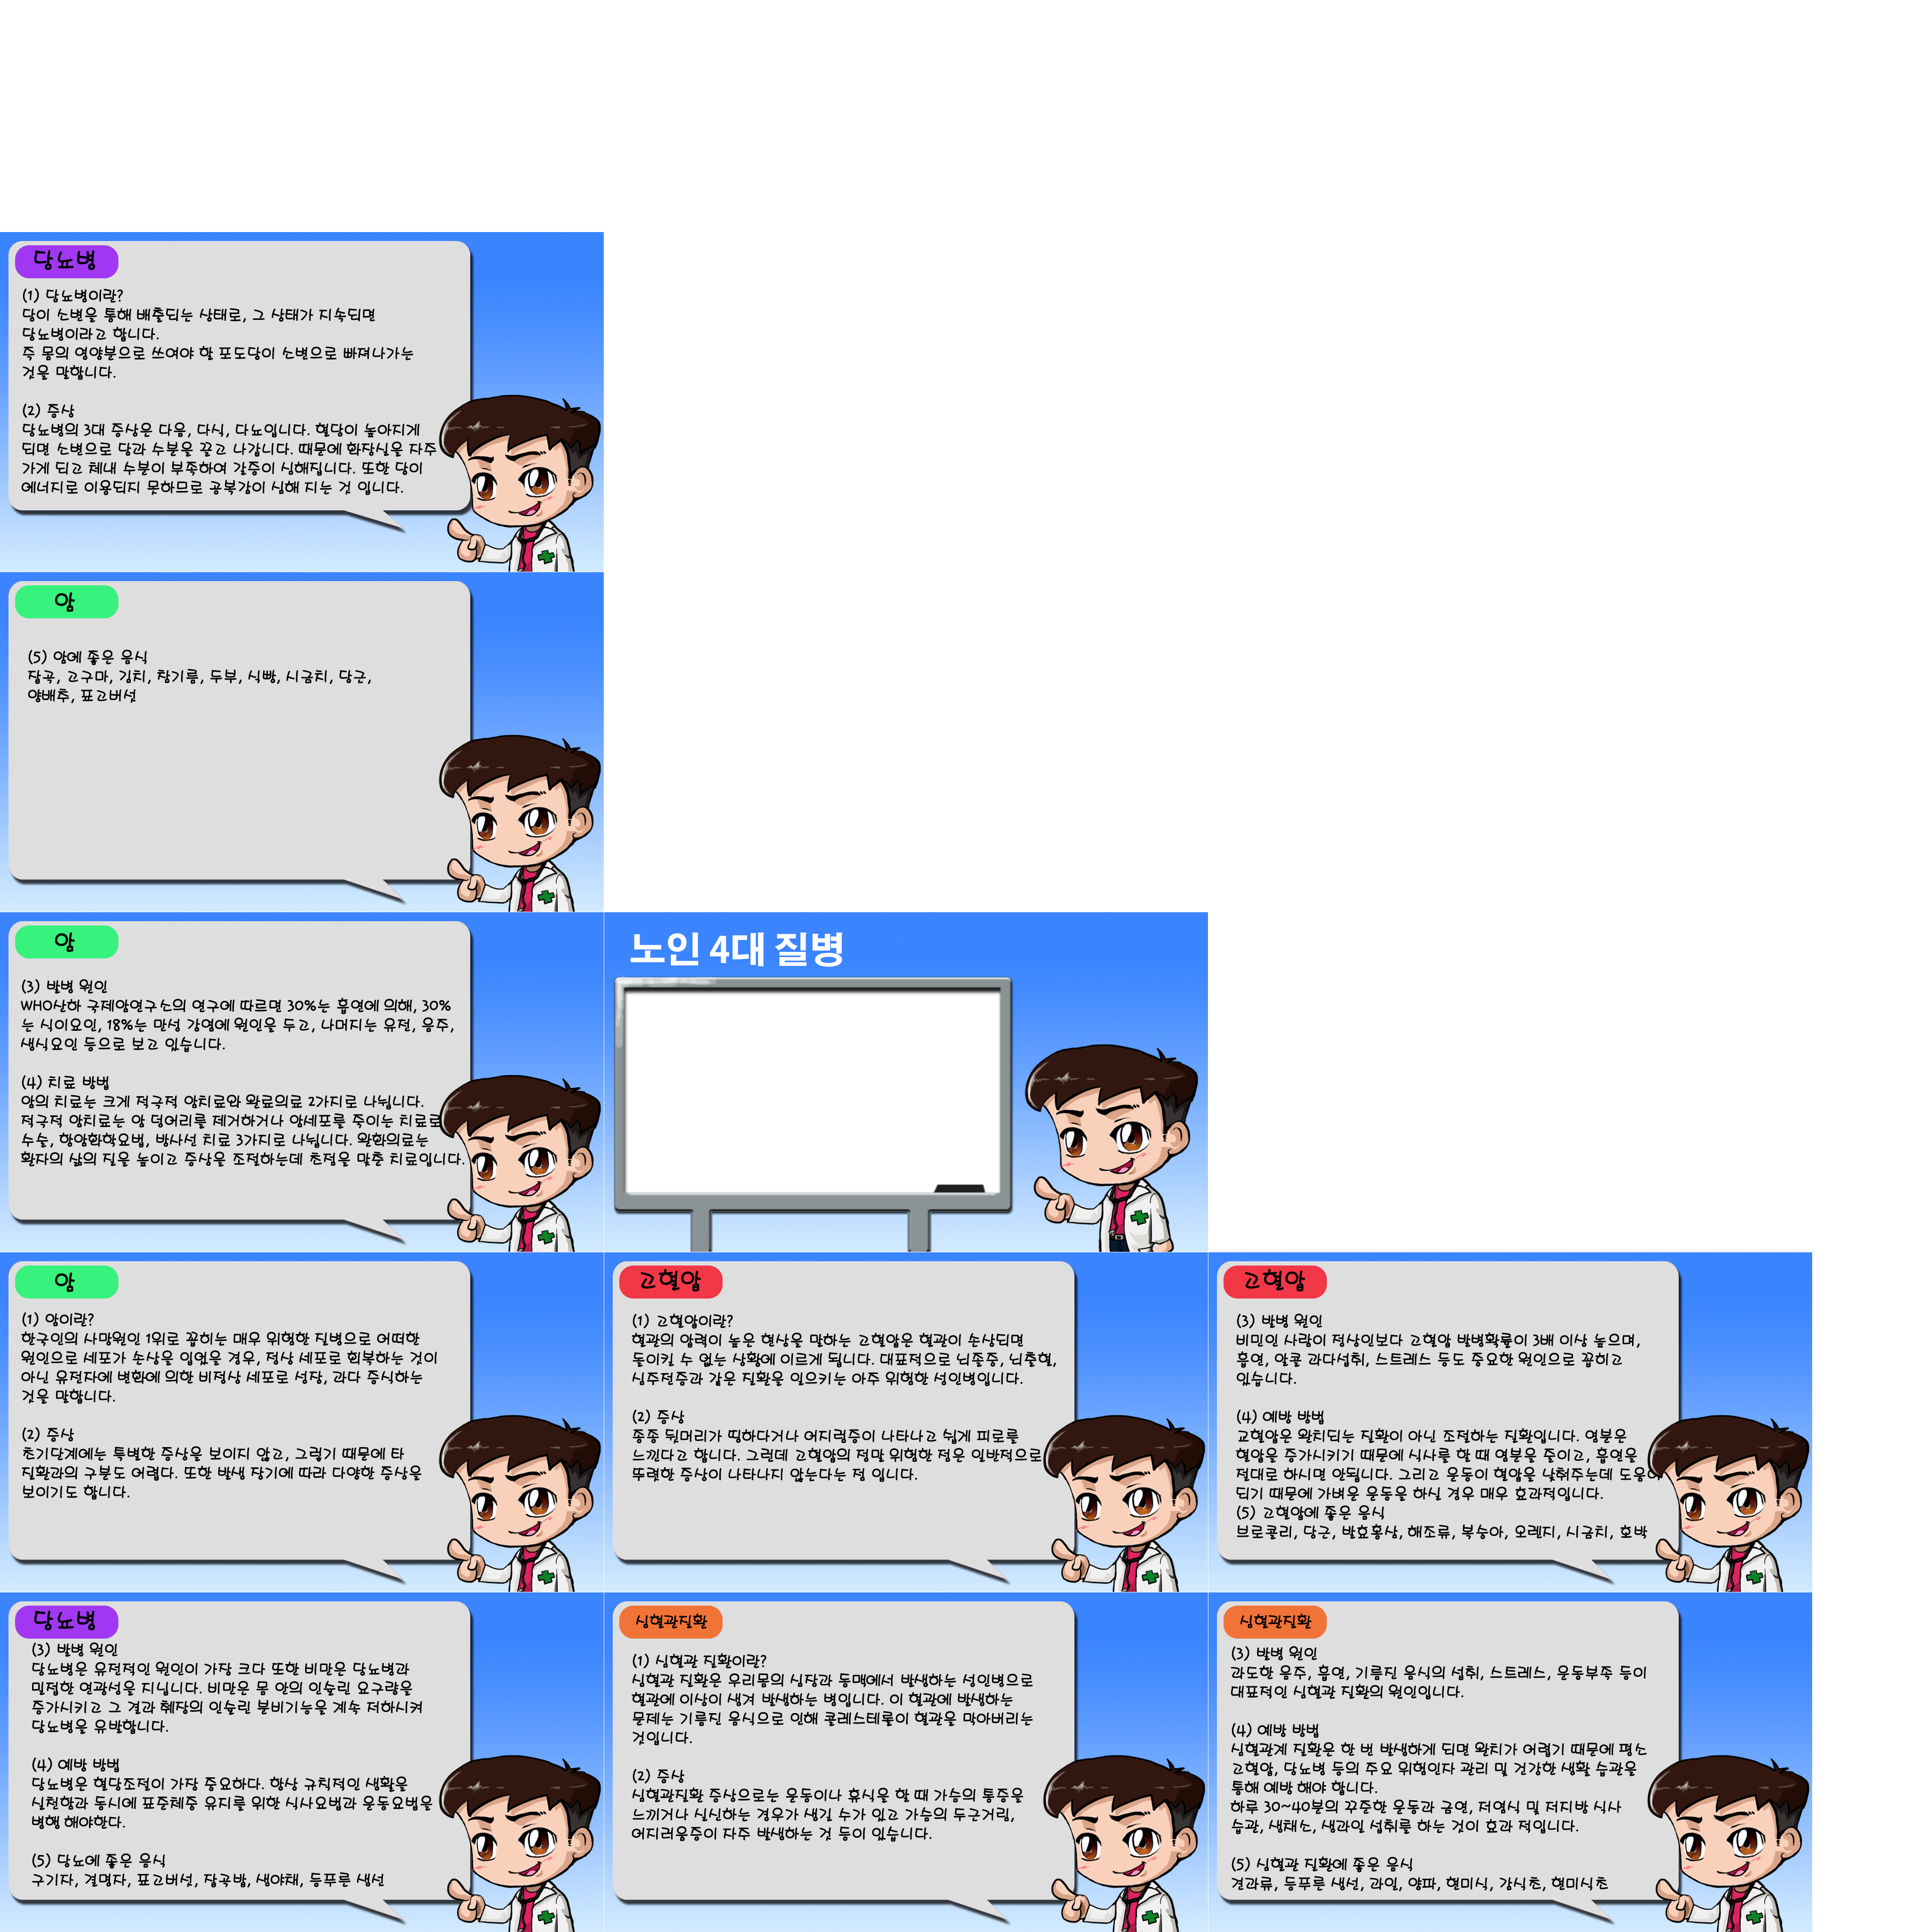 당뇨병
(1) 당뇨병이란?
당이 소변을 통해 배출되는 상태로, 그 상태가 지속되면
당뇨병이라고 합니다.
즉 몸의 영양분으로 쓰여야 할 포도당이 소변으로 빠져나가는
것을 말합니다.
(2) 증상
당뇨병의 3대 증상은 다음, 다식, 다뇨입니다. 혈당이 높아지게
되면 소변으로 당과 수분을 끌고 나갑니다. 때문에 화장실을 자주
가게 되고 체내 수분이 부족하여 갈증이 심해집니다. 또한 당이
에너지로 이용되지 못하므로 공복감이 심해 지는 것 입니다.
암
(5) 암에 좋은 음식
잡곡, 고구마, 김치, 참기름, 두부, 식빵, 시금치, 당근,
양배추, 표고버섯
암
(3) 발병 원인
WHO산하 국제암연구소의 연구에 따르면 30%는 흡연에 의해, 30%
는 식이요인, 18%는 만성 감염에 원인을 두고, 나머지는 유전, 음주,
생식요인 등으로 보고 있습니다.
(4) 치료 방법
암의 치료는 크게 적극적 암치료와 완료의로 2가지로 나뉩니다.
적극적 암치료는 암 덩어리를 제거하거나 암세포를 죽이는 치료로
수술, 항암화학요법, 방사선 치료 3가지로 나뉩니다. 완화의료는
환자의 삶의 질을 높이고 증상을 조절하는데 초점을 맞춘 치료입니다.
노인 4대 질병
암
(1) 암이란?
한국인의 사망원인 1위로 꼽히는 매우 위험한 질병으로 어떠한
원인으로 세포가 손상을 입었을 경우, 정상 세포로 회복하는 것이
아닌 유전자에 변환에 의한 비정상 세포로 성장, 과다 증식하는
것을 말합니다.
(2) 증상
초기단계에는 특별한 증상을 보이지 않고, 그렇기 때문에 타
질환과의 구분도 어렵다. 또한 발생 장기에 따라 다양한 증상을
보이기도 합니다.
고혈압
(1) 고혈압이란?
혈관의 압력이 높은 현상을 말하는 고혈압은 혈관이 손상되면
돌이킬 수 없는 상황에 이르게 됩니다. 대표적으로 뇌졸중, 뇌출혈,
심주전증과 같은 질환을 일으키는 아주 위험한 성인병입니다.
(2) 증상
종종 뒷머리가 띵하다거나 어지럼증이 나타나고 쉽게 피로를
느낀다고 합니다. 그런데 고혈압의 정말 위험한 점은 일반적으로
뚜렷한 증상이 나타나지 않는다는 점 입니다.
고혈압
(3) 발병 원인
비민인 사람이 정상인보다 고혈압 발병확률이 3배 이상 높으며,
흡연, 알콜 과다섭취, 스트레스 등도 중요한 원인으로 꼽히고
있습니다.
(4) 예방 방법
교혈압은 완치되는 질환이 아닌 조절하는 질환입니다. 염분은
혈압을 증가시키기 때문에 식사를 할 때 염분을 줄이고, 흡연을
절대로 하시면 안됩니다. 그리고 운동이 혈압을 낮춰주는데 도움이
되기 때문에 가벼운 운동을 하실 경우 매우 효과적입니다.
(5) 고혈압에 좋은 음식
브로콜리, 당근, 발효홍삼, 해조류, 복숭아, 오렌지, 시금치, 호박
당뇨병
(3) 발병 원인
당뇨병은 유전적인 원인이 가장 크다 또한 비만은 당뇨병과
밀접한 연광성을 지닙니다. 비만은 몸 안의 인슐린 요구량을
증가시키고 그 결과 췌장의 인슐린 분비기능을 계속 저하시켜
당뇨병을 유발합니다.
(4) 예방 방법
당뇨병은 혈당조절이 가장 중요하다. 항상 규칙적인 생활을
실천함과 동시에 표준체중 유지를 위한 식사요법과 운동요법을
병행 해야한다.
(5) 당뇨에 좋은 음식
구기자, 결명자, 표고버섯, 잡곡밥, 생야채, 등푸른 생선
심혈관질환
(1) 심혈관 질환이란?
심혈관 질환은 우리몸의 심장과 동맥에서 발생하는 성인병으로
혈관에 이상이 생겨 발생하는 병입니다. 이 혈관에 발생하는
문제는 기름진 음식으로 인해 콜레스테롤이 혈관을 막아버리는
것입니다.
(2) 증상
심혈관질환 증상으로는 운동이나 휴식을 할 때 가슴의 통증을
느끼거나 실신하는 경우가 생길 수가 있고 가슴의 두근거림,
어지러움증이 자주 발생하는 것 등이 있습니다.
심혈관질환
(3) 발병 원인
과도한 음주, 흡연, 기름진 음식의 섭취, 스트레스, 운동부족 등이
대표적인 심혈관 질환의 원인입니다.
(4) 예방 방법
심혈관계 질환은 한 번 발생하게 되면 완치가 어렵기 때문에 평소
고혈압, 당뇨병 등의 주요 위험인자 관리 및 건강한 생활 습관을
통해 예방 해야 합니다.
하루 30~40분의 꾸준한 운동과 금연, 저염식 및 저지방 식사
습관, 생채소, 생과일 섭취를 하는 것이 효과 적입니다.
(5) 심혈관 질환에 좋은 음식
견과류, 등푸른 생선, 과일, 양파, 현미식, 감식초, 현미식초